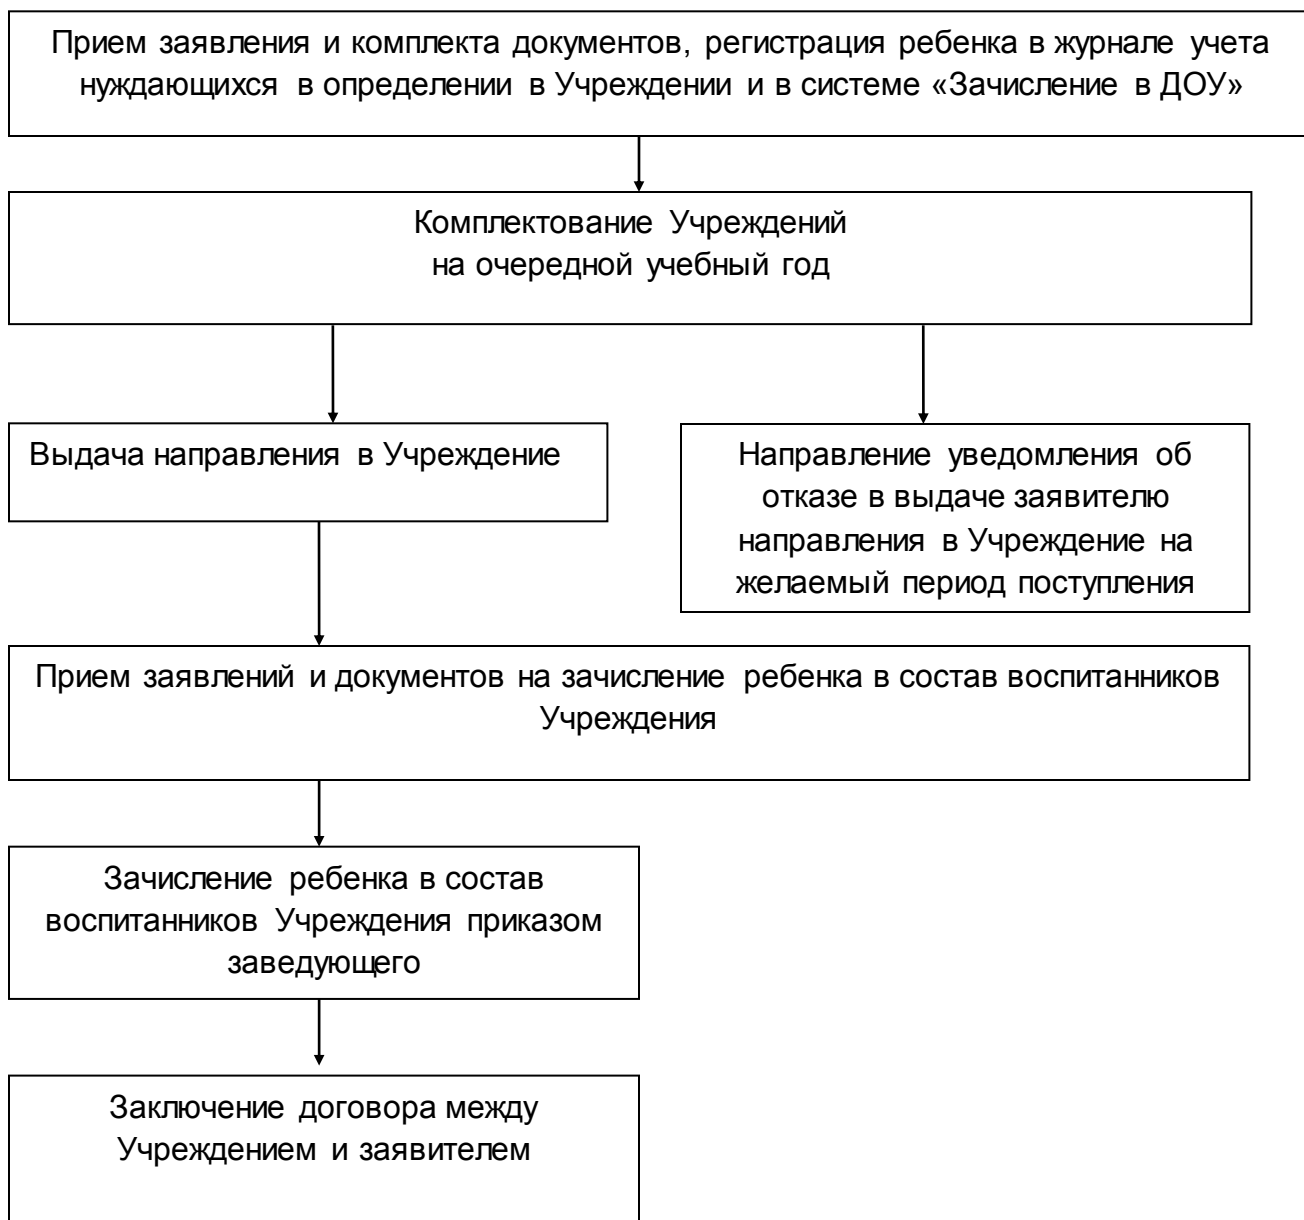 Прием заявления и комплекта документов, регистрация ребенка в журнале учета
нуждающихся в определении в Учреждении и в системе «Зачисление в ДОУ»
Комплектование Учреждений
на очередной учебный год
Выдача направления в Учреждение
Направление уведомления об
отказе в выдаче заявителю
направления в Учреждение на
желаемый период поступления
Прием заявлений и документов на зачисление ребенка в состав воспитанников
Учреждения
Зачисление ребенка в состав
воспитанников Учреждения приказом
заведующего
Заключение договора между
Учреждением и заявителем